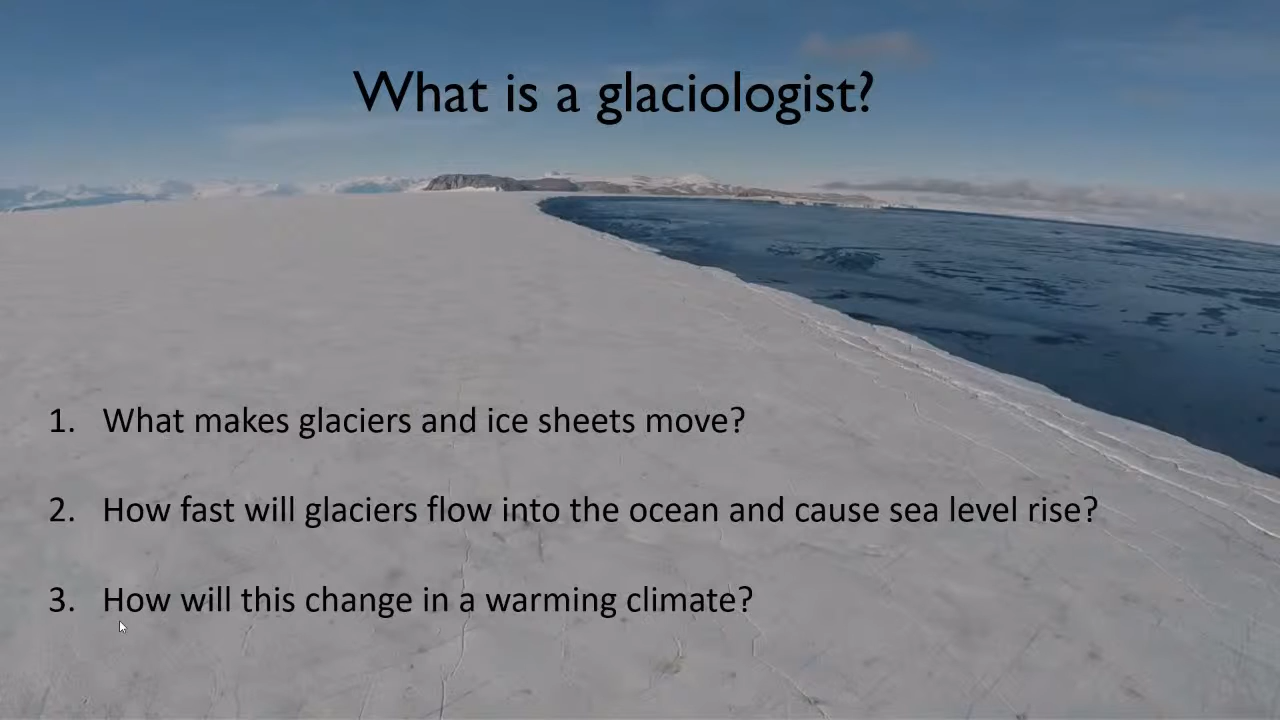 What is a glaciologist?
1. What makes glaciers and ice sheets move?
2. How fast will glaciers flow into the ocean and cause sea level rise?
3. How will this change in a warming climate?